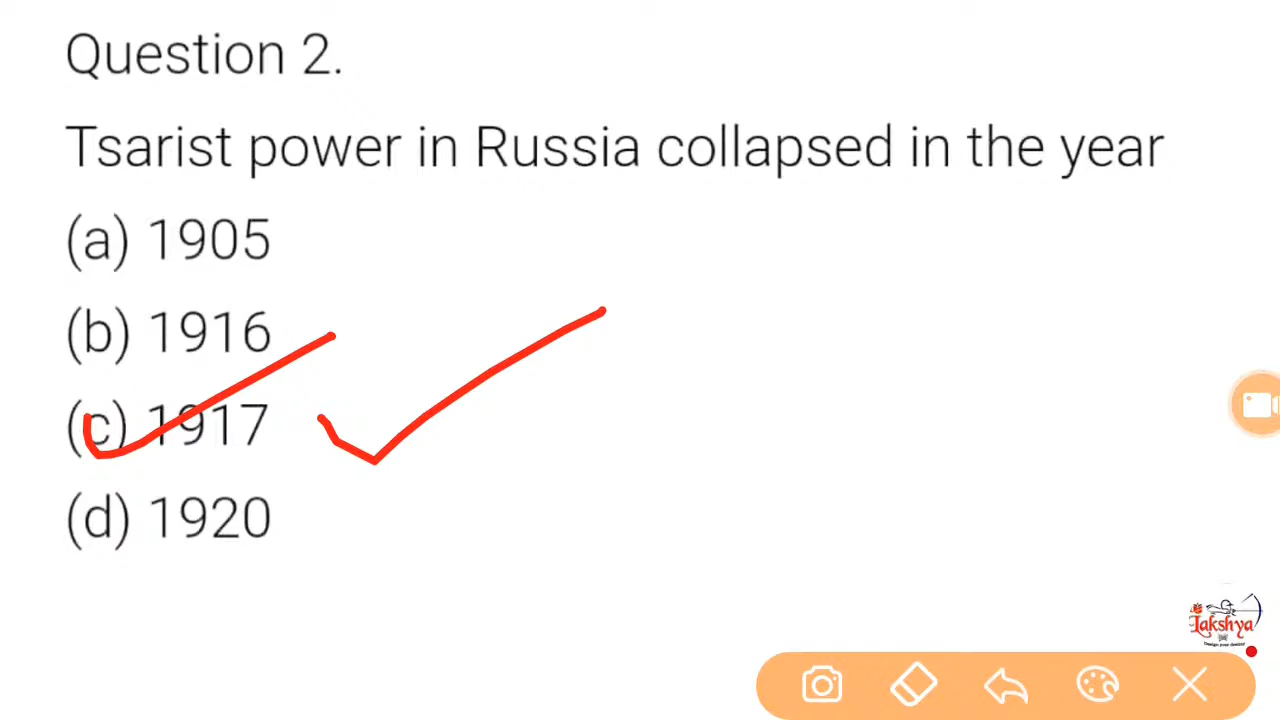 Question 2.
Tsarist power in Russia collapsed in the year
(a) 1905
(b) 1916
(c) 1917
(d) 1920
Lakshya